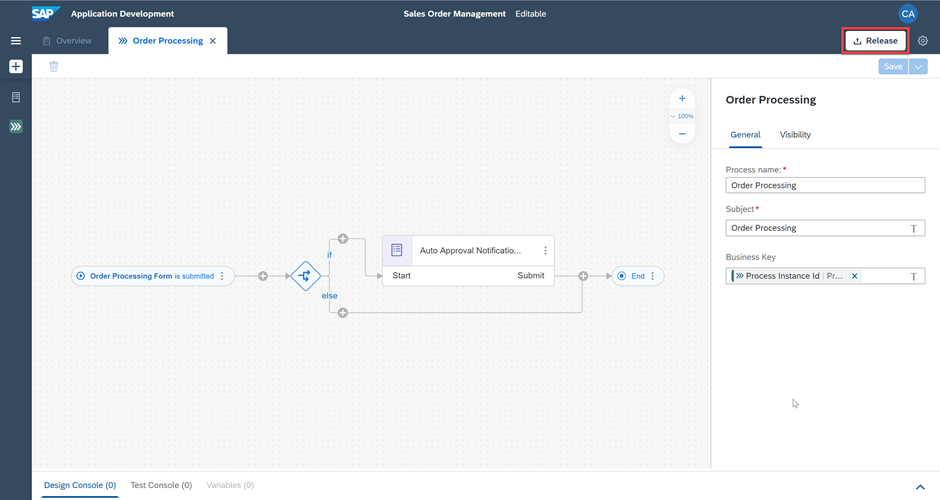 SAP Application Development Sales Order Management Editable CA
Overview Order Processing Release
Save
Order Processing
100%
General Visibility
Process name:*
Order Processing
Subject*
Order Processing
Business Key
Process Instance Id | Pr...
if
Auto Approval Notificatio...
Start Submit
Order Processing Form is submitted
End
else
Design Console (0) Test Console (0) Variables (0)